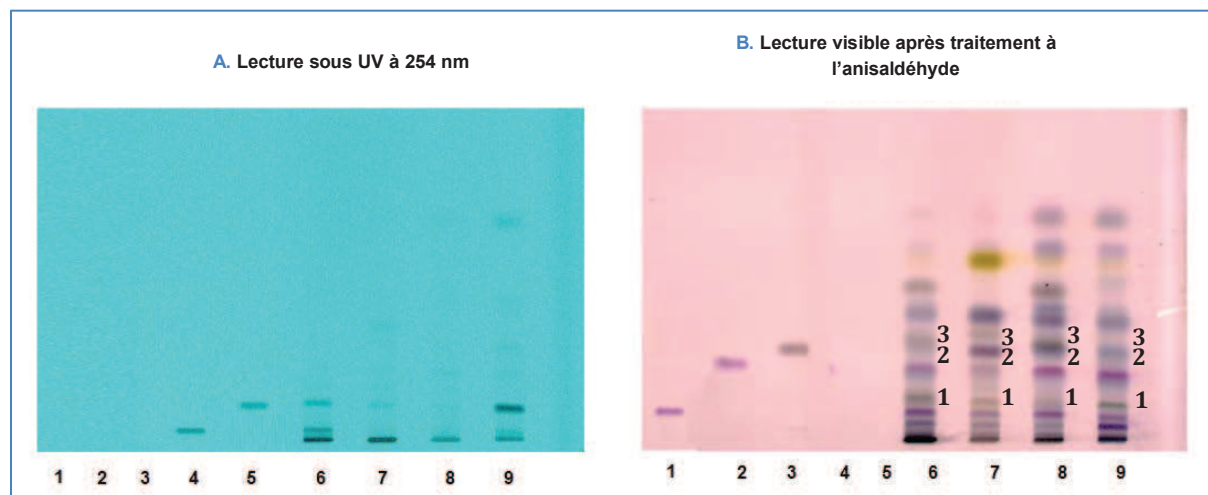 A. Lecture sous UV à 254 nm
B. Lecture visible après traitement à
l'anisaldéhyde
3 3 3
2 2 2 2
1 1 1 1
1 2 3 4 5 6 7 8 9
1 2 3 4 5 6 7 8 9